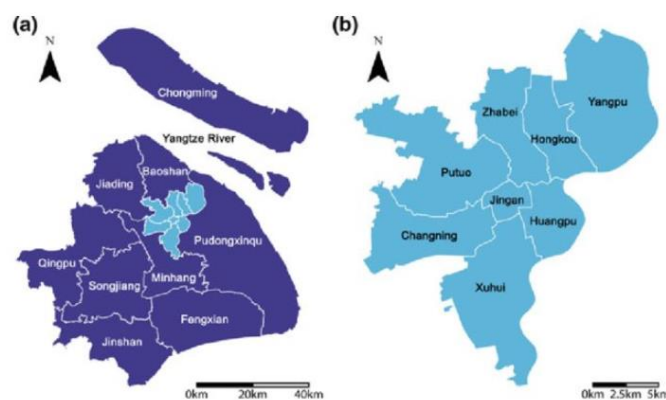 (a)
N
Chongming
Yangtze River
Baoshan
Jiading
Pudongxinqu
Qingpu
Minhang
Songjiang
Fengxian
Jinshan
0km 20km 40km
(b)
N
Yangpu
Zhabei
Hongkou
Putuo
Jingan
Huangpu
Changning
Xuhui
0km 2.5km 5km